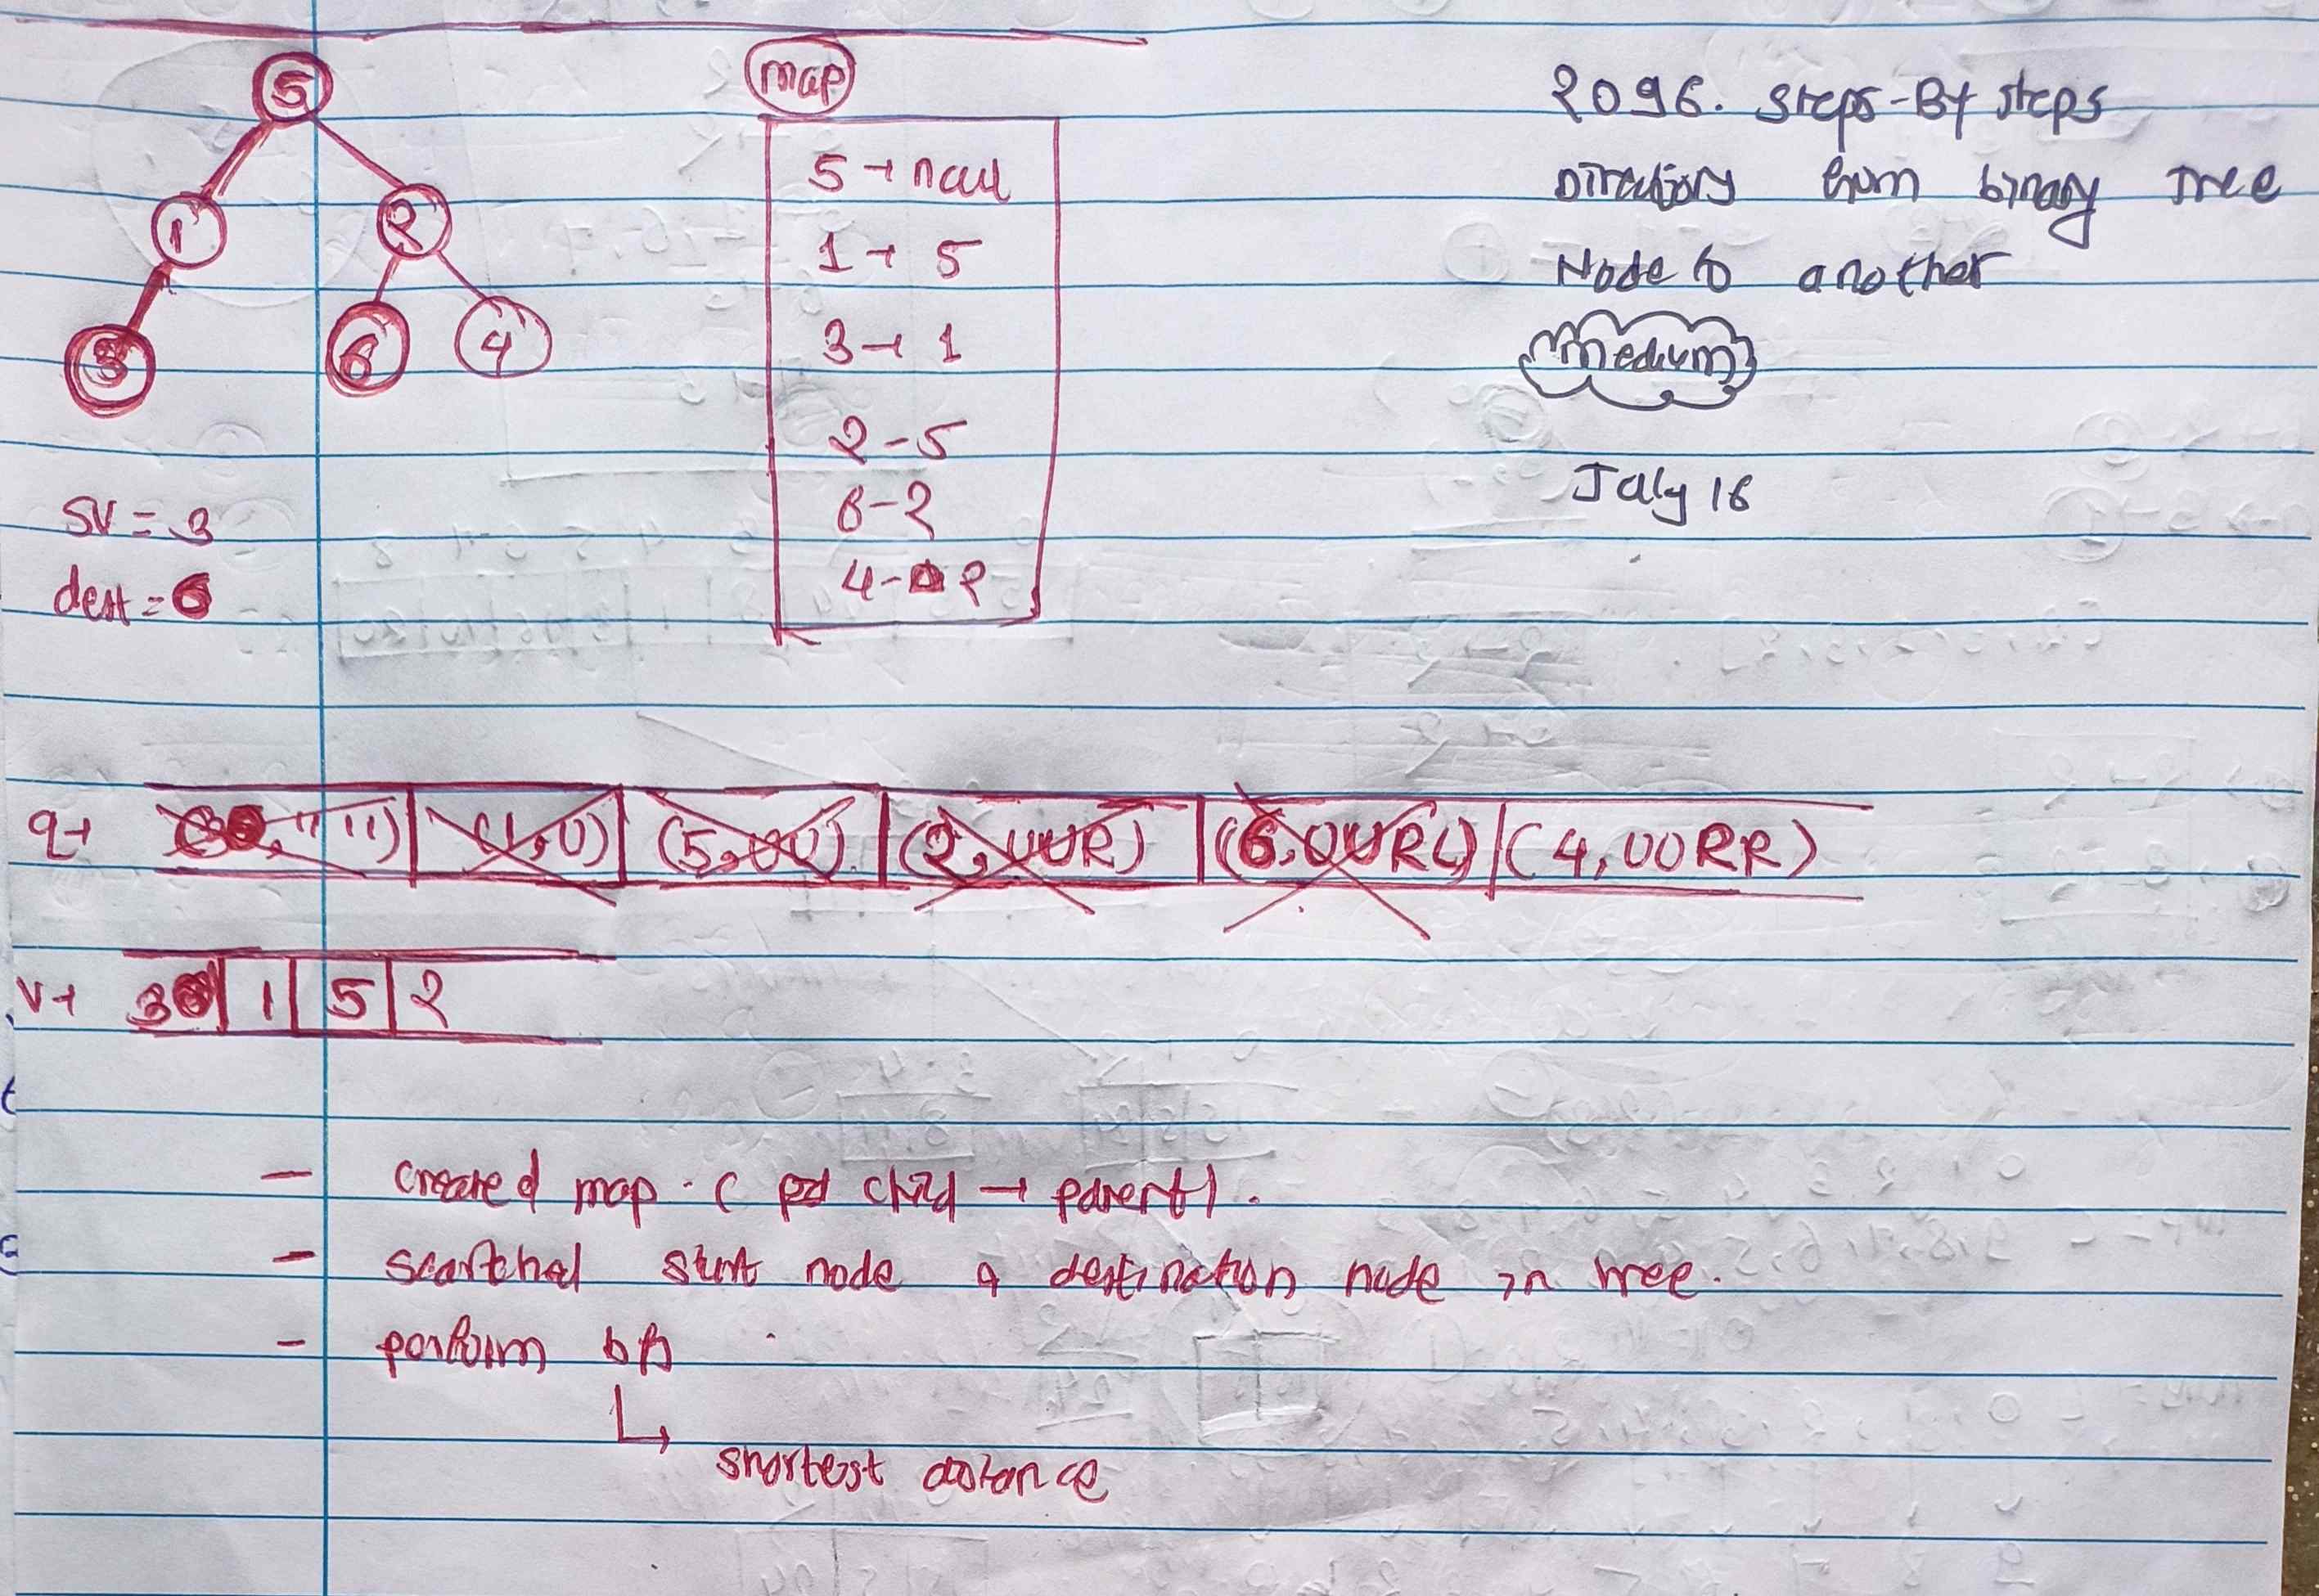 5
1 2
3 6 4
SV = 3
dest = 6
map
5 → null
1 → 5
3 → 1
2 - 5
6 - 2
4 - 2
2096. Steps-By steps
Directions from binary Tree
Node to another
medium
July 16
q → (3, " ") | (1,U) | (5,UU) | (2,UUR) | (6,UURL) | (4,UURR)
v → 3 | 1 | 5 | 2
- created map. ( child → parent).
- searched start node & destination node in tree.
- perform bfs
↳ shortest distance